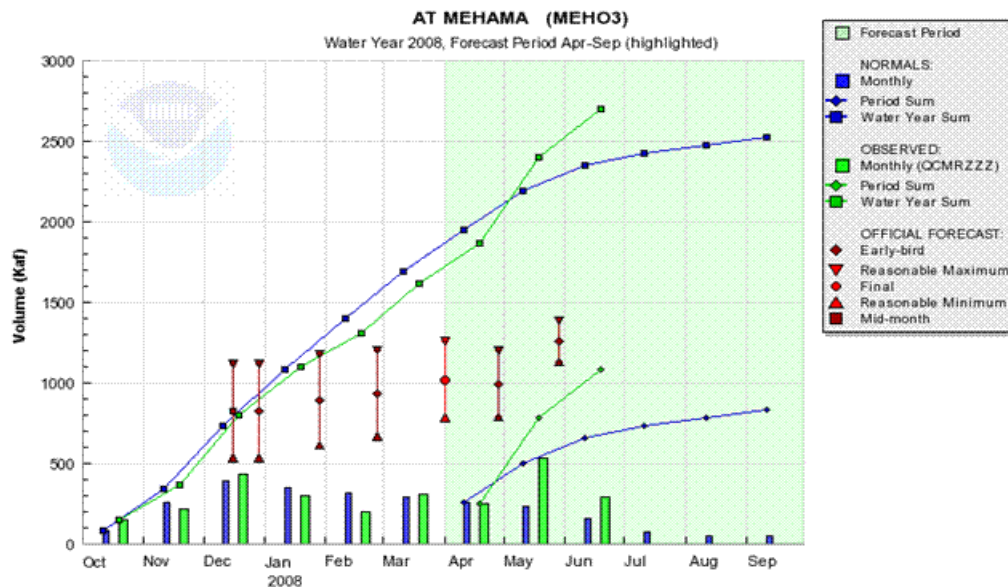 AT MEHAMA (MEHO3)
Water Year 2008, Forecast Period Apr-Sep (highlighted)
Volume (Kaf)
3000
2500
2000
1500
1000
500
0
Oct Nov Dec Jan Feb Mar Apr May Jun Jul Aug Sep
2008
Forecast Period
NORMALS:
Monthly
Period Sum
Water Year Sum
OBSERVED:
Monthly (QCMRZZZ)
Period Sum
Water Year Sum
OFFICIAL FORECAST:
Early-bird
Reasonable Maximum
Final
Reasonable Minimum
Mid-month